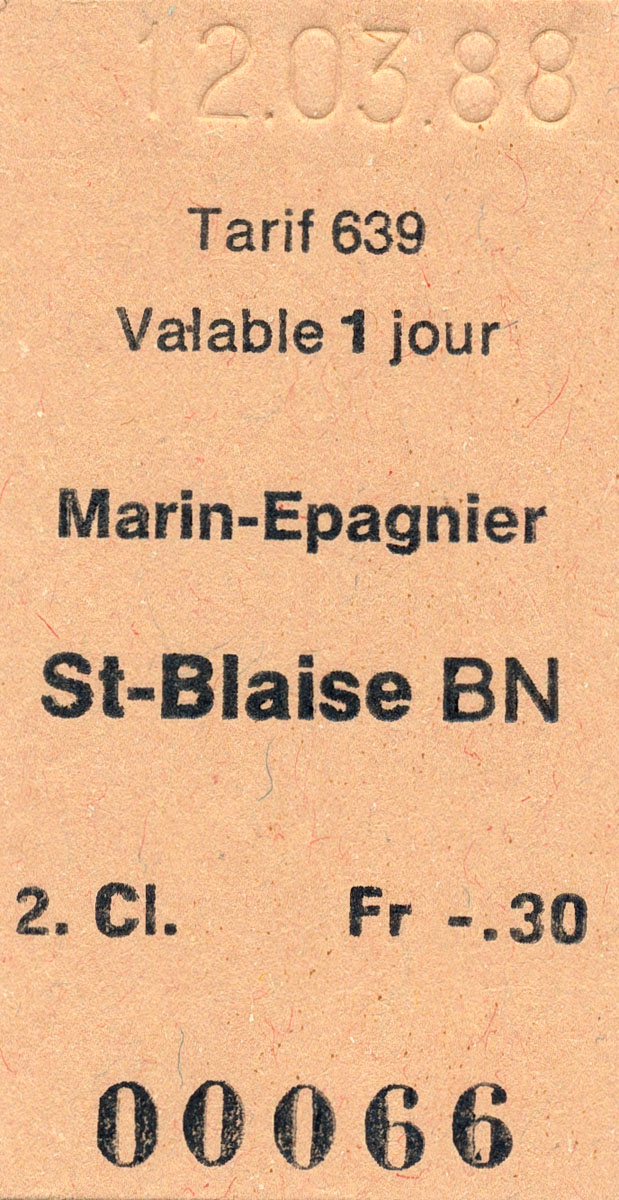 12.03.88
Tarif 639
Valable 1 jour
Marin-Epagnier
St-Blaise BN
2. Cl. Fr -.30
00066